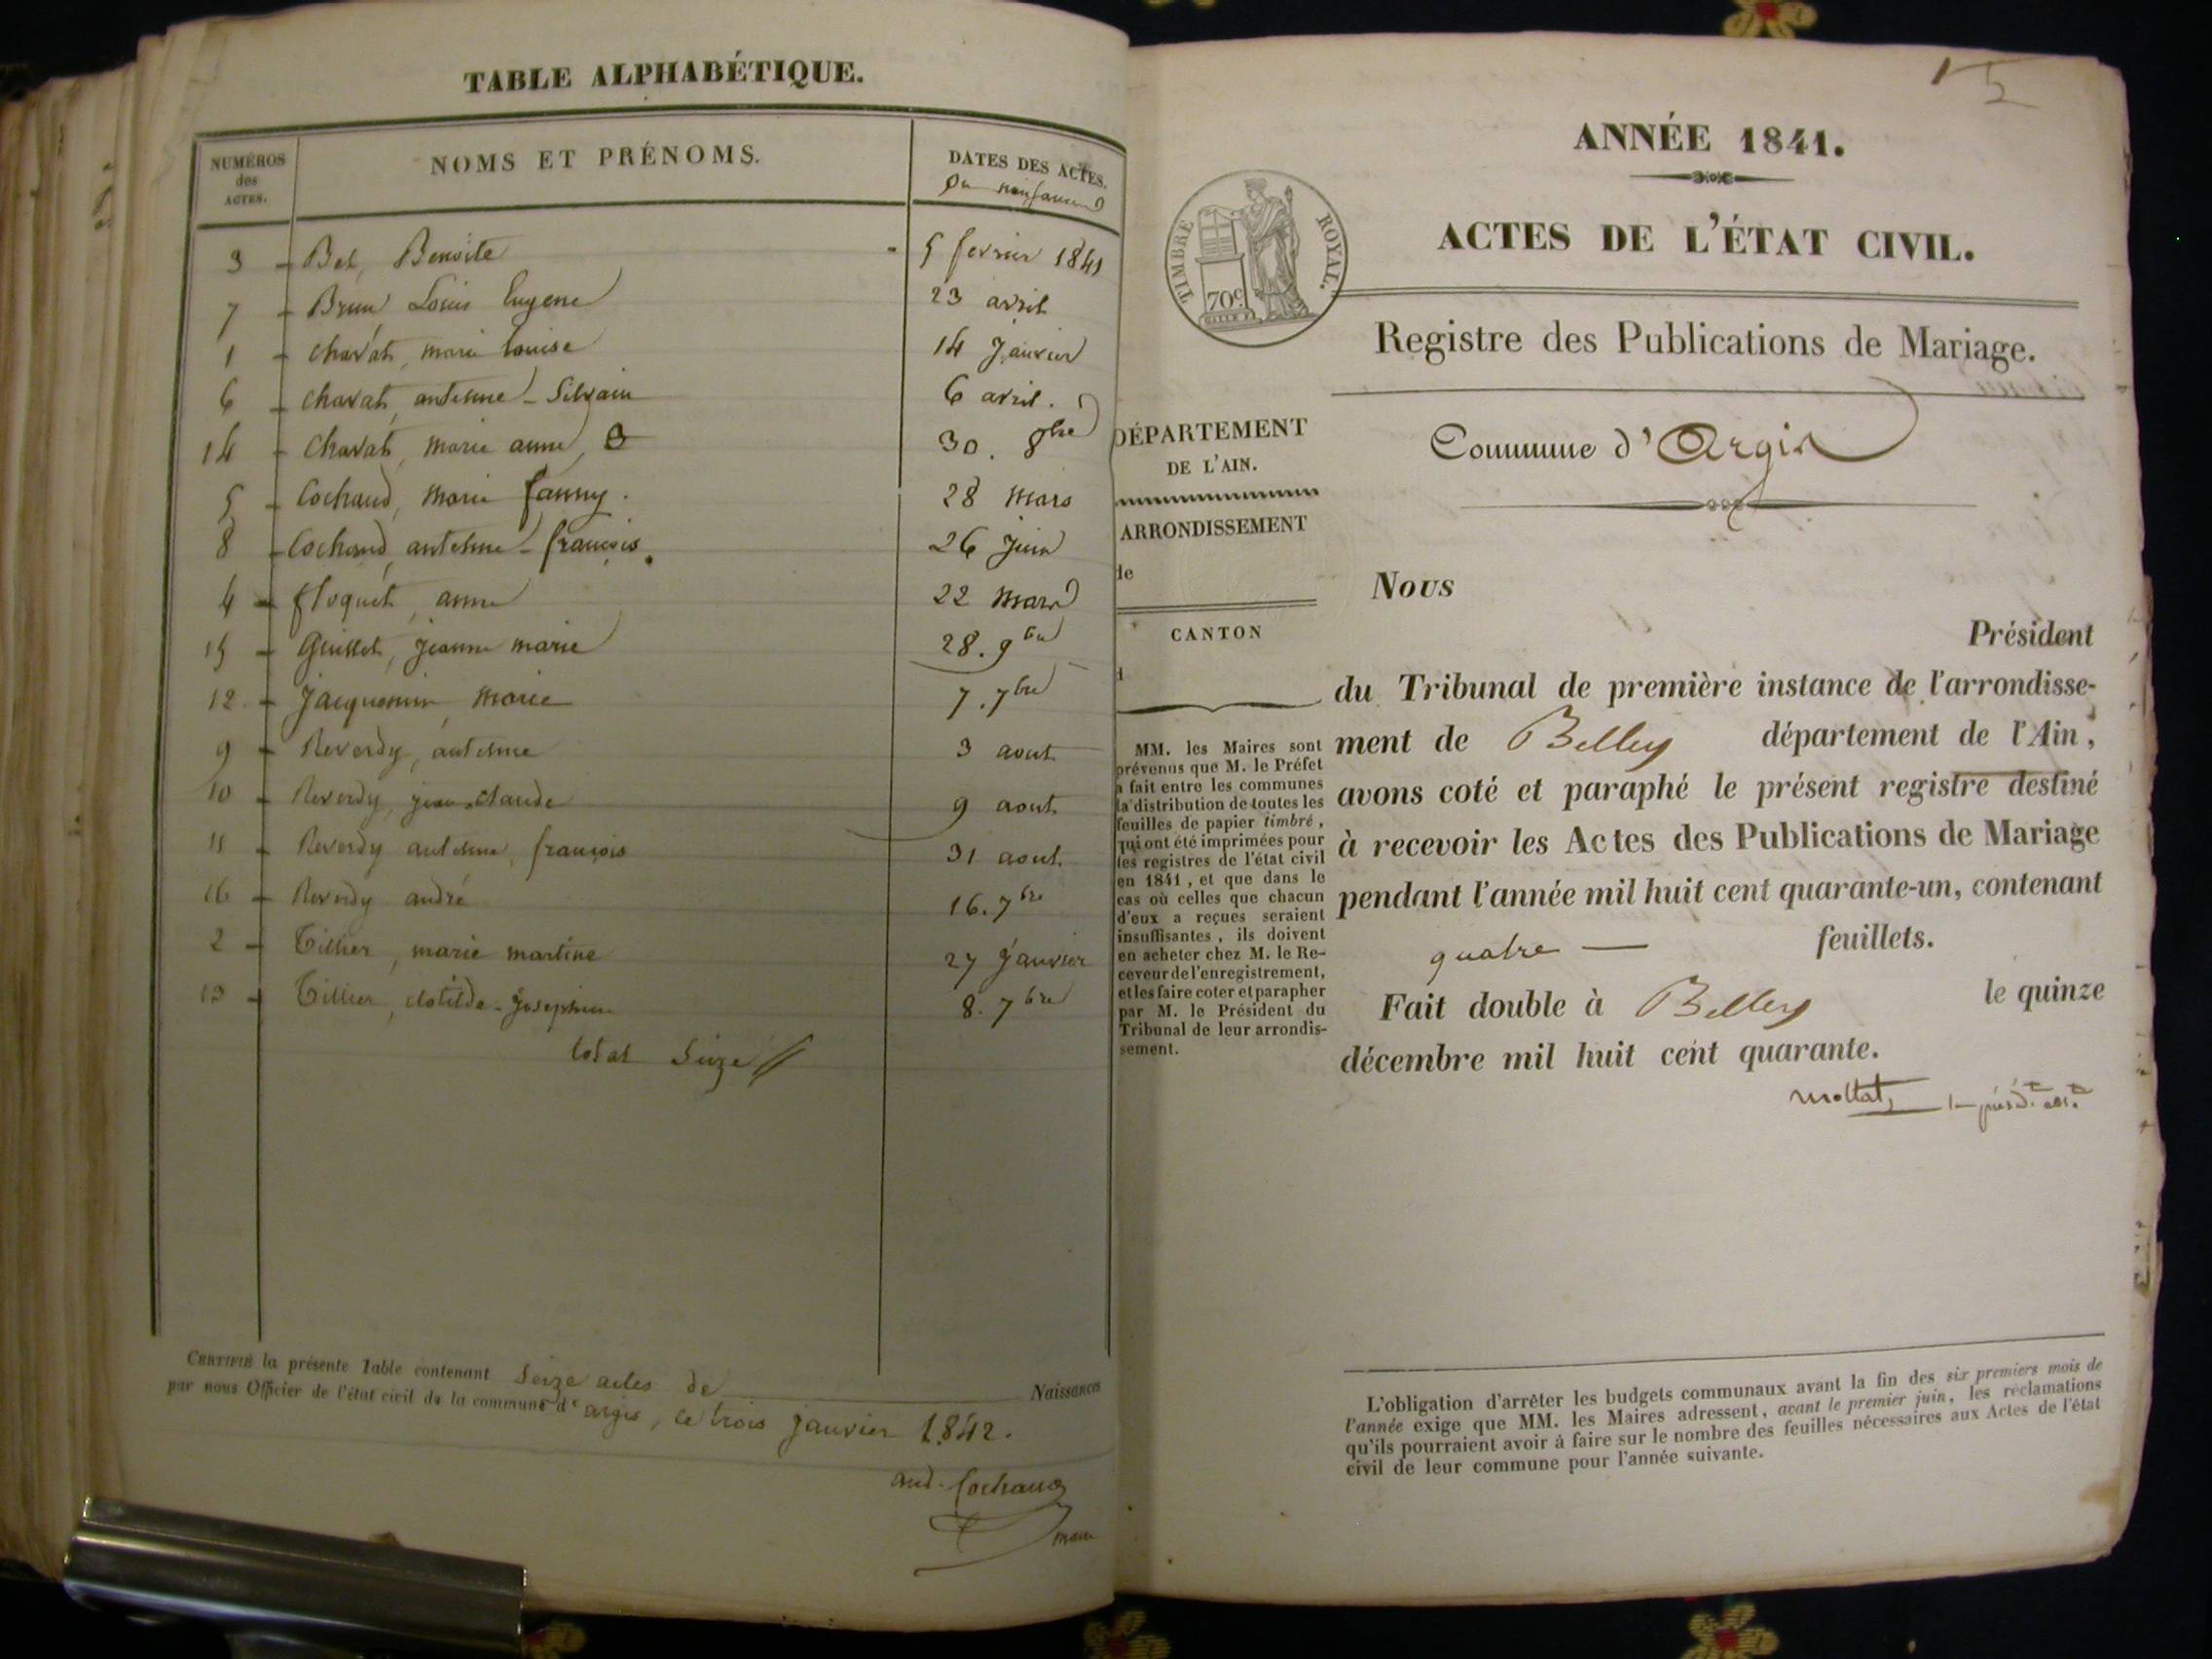 TABLE ALPHABÉTIQUE.
NUMÉROS
des
ACTES.
NOMS ET PRÉNOMS.
DATES DES ACTES.
3 - Bel, Benoite - 5 fevrier 1841
7 - Brun Louis Eugene 23 avril
1 - Chavat, marie louise 14 Janvier
6 - Chavat, antelme - Silvain 6 avril.
14 - Chavat, marie anne 30. 8bre
5 - Cochaud, marie fanny. 28 mars
8 - Cochaud, antelme - françois. 26 Juin
4 - floquet, anne 22 mars
15 - Guillot, jeanne marie 28. 9bre
12 - Jacquemin, marie 7. 7bre
9 - Reverdy, antelme 3 aout
10 - Reverdy, jean claude 9 aout
11 - Reverdy antelme, françois 31 aout.
16 - Reverdy andré 16. 7bre
2 - Tillier, marie martine 27 janvier
13 - Tillier, clotilde - Josephine 8. 7bre
total Seize
CERTIFIÉ la présente Table contenant Seize actes de Naissances
par nous Officier de l'état civil de la commune d'argis, ce trois Janvier 1842.
and. Cochaud
maire
5
ANNÉE 1841.
TIMBRE ROYAL.
70c
ACTES DE L'ÉTAT CIVIL.
Registre des Publications de Mariage.
Commune d'Argis
DÉPARTEMENT
DE L'AIN.
ARRONDISSEMENT
de
CANTON
MM. les Maires sont
prévenus que M. le Préfet
a fait entre les communes
la distribution de toutes les
feuilles de papier timbré,
qui ont été imprimées pour
les registres de l'état civil
en 1841, et que dans le
cas où celles que chacun
d'eux a reçues seraient
insuffisantes, ils doivent
en acheter chez M. le Re-
ceveur de l'enregistrement,
et les faire coter et parapher
par M. le Président du
Tribunal de leur arrondis-
sement.
Nous
Président
du Tribunal de première instance de l'arrondisse-
ment de Belley département de l'Ain,
avons coté et paraphé le présent registre destiné
à recevoir les Actes des Publications de Mariage
pendant l'année mil huit cent quarante-un, contenant
quatre feuillets.
Fait double à Belley le quinze
décembre mil huit cent quarante.
L'obligation d'arrêter les budgets communaux avant la fin des six premiers mois de
l'année exige que MM. les Maires adressent, avant le premier juin, les réclamations
qu'ils pourraient avoir à faire sur le nombre des feuilles nécessaires aux Actes de l'état
civil de leur commune pour l'année suivante.